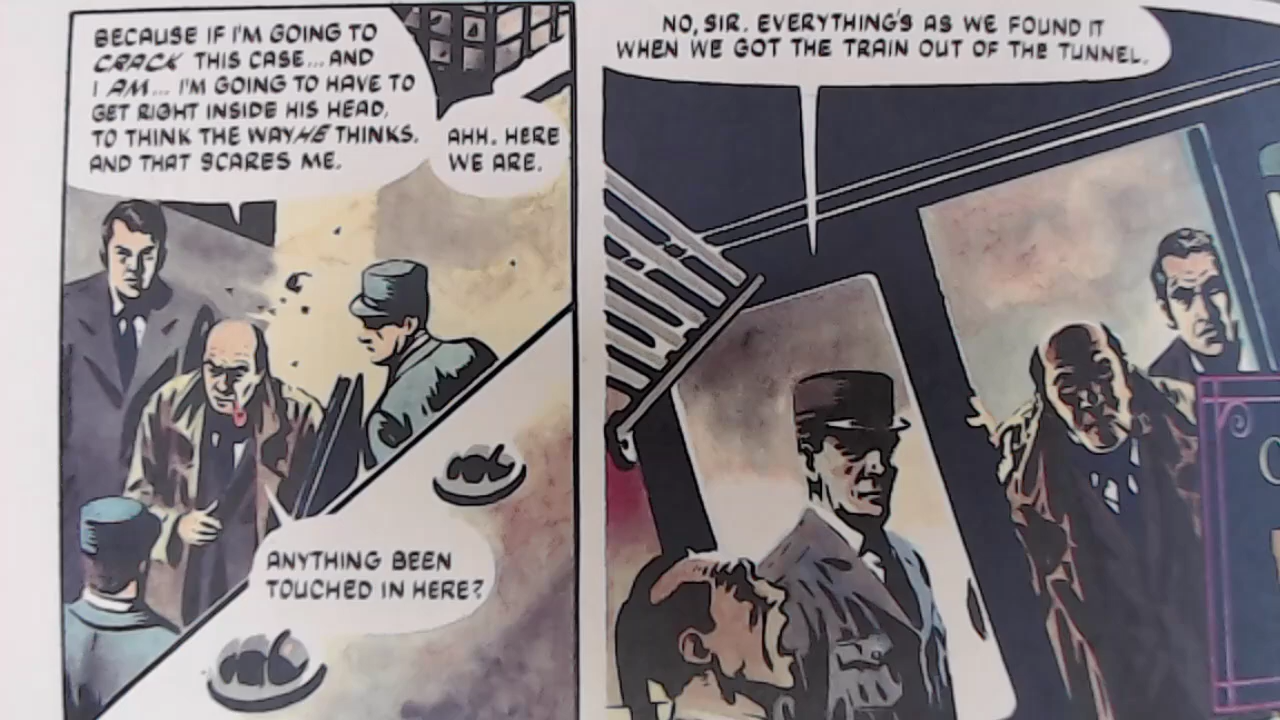 BECAUSE IF I'M GOING TO
CRACK THIS CASE... AND
I AM... I'M GOING TO HAVE TO
GET RIGHT INSIDE HIS HEAD,
TO THINK THE WAY HE THINKS.
AND THAT SCARES ME.
AHH. HERE
WE ARE.
ANYTHING BEEN
TOUCHED IN HERE?
NO, SIR. EVERYTHING'S AS WE FOUND IT
WHEN WE GOT THE TRAIN OUT OF THE TUNNEL.